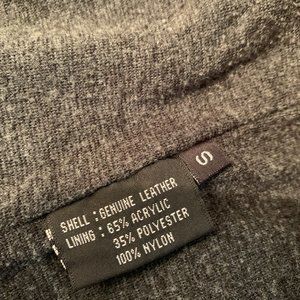 S
SHELL : GENUINE LEATHER
LINING : 65% ACRYLIC
35% POLYESTER
100% NYLON